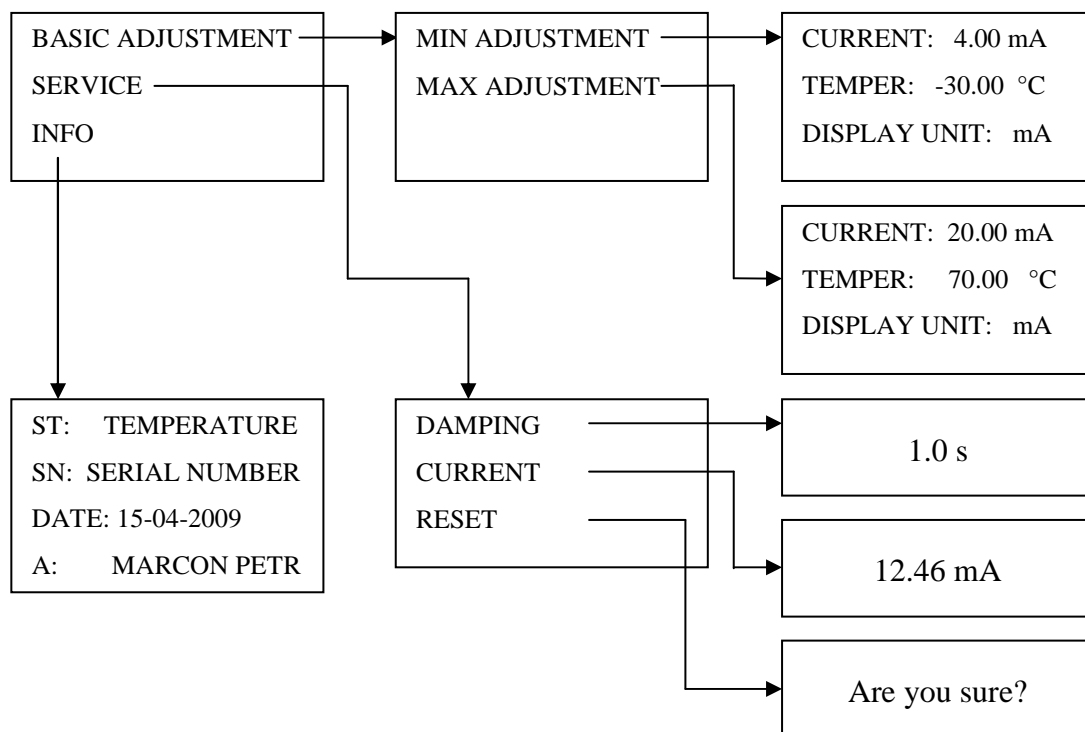 BASIC ADJUSTMENT
SERVICE
INFO
MIN ADJUSTMENT
MAX ADJUSTMENT
CURRENT: 4.00 mA
TEMPER: -30.00 °C
DISPLAY UNIT: mA
CURRENT: 20.00 mA
TEMPER: 70.00 °C
DISPLAY UNIT: mA
ST: TEMPERATURE
SN: SERIAL NUMBER
DATE: 15-04-2009
A: MARCON PETR
DAMPING
CURRENT
RESET
1.0 s
12.46 mA
Are you sure?